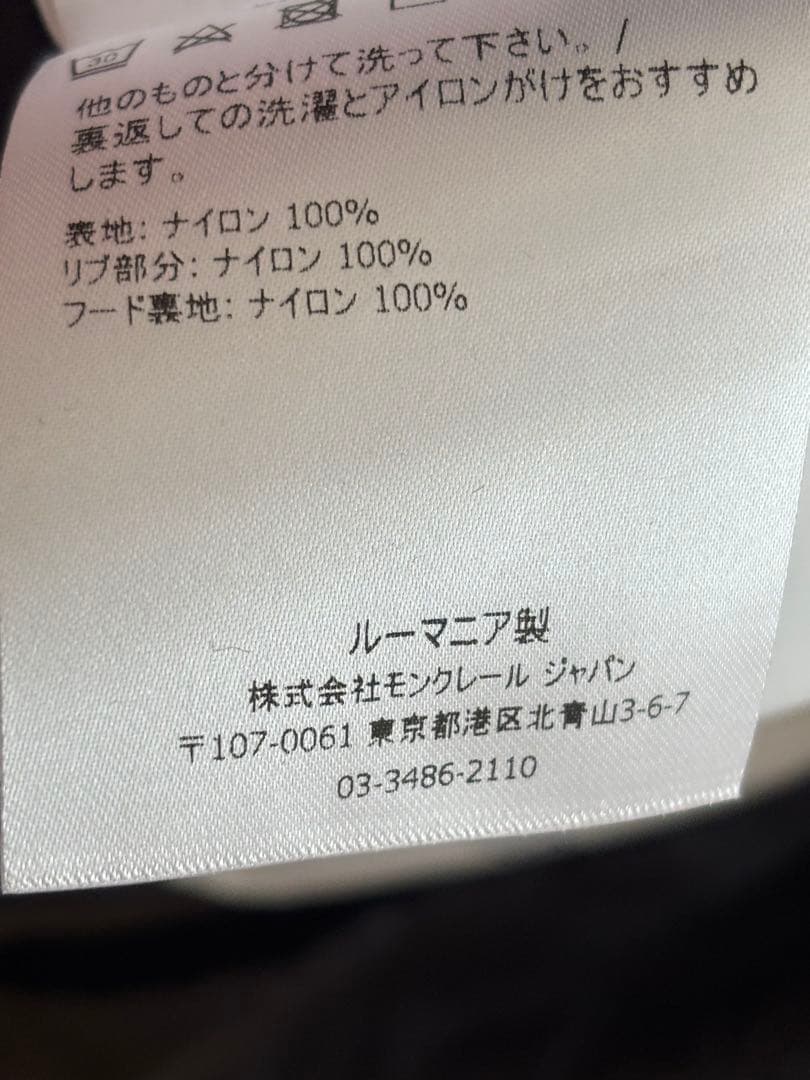 30
他のものと分けて洗って下さい。/
裏返しての洗濯とアイロンがけをおすすめ
します。
表地: ナイロン 100%
リブ部分: ナイロン 100%
フード裏地: ナイロン 100%
ルーマニア製
株式会社モンクレール ジャパン
〒107-0061 東京都港区北青山3-6-7
03-3486-2110